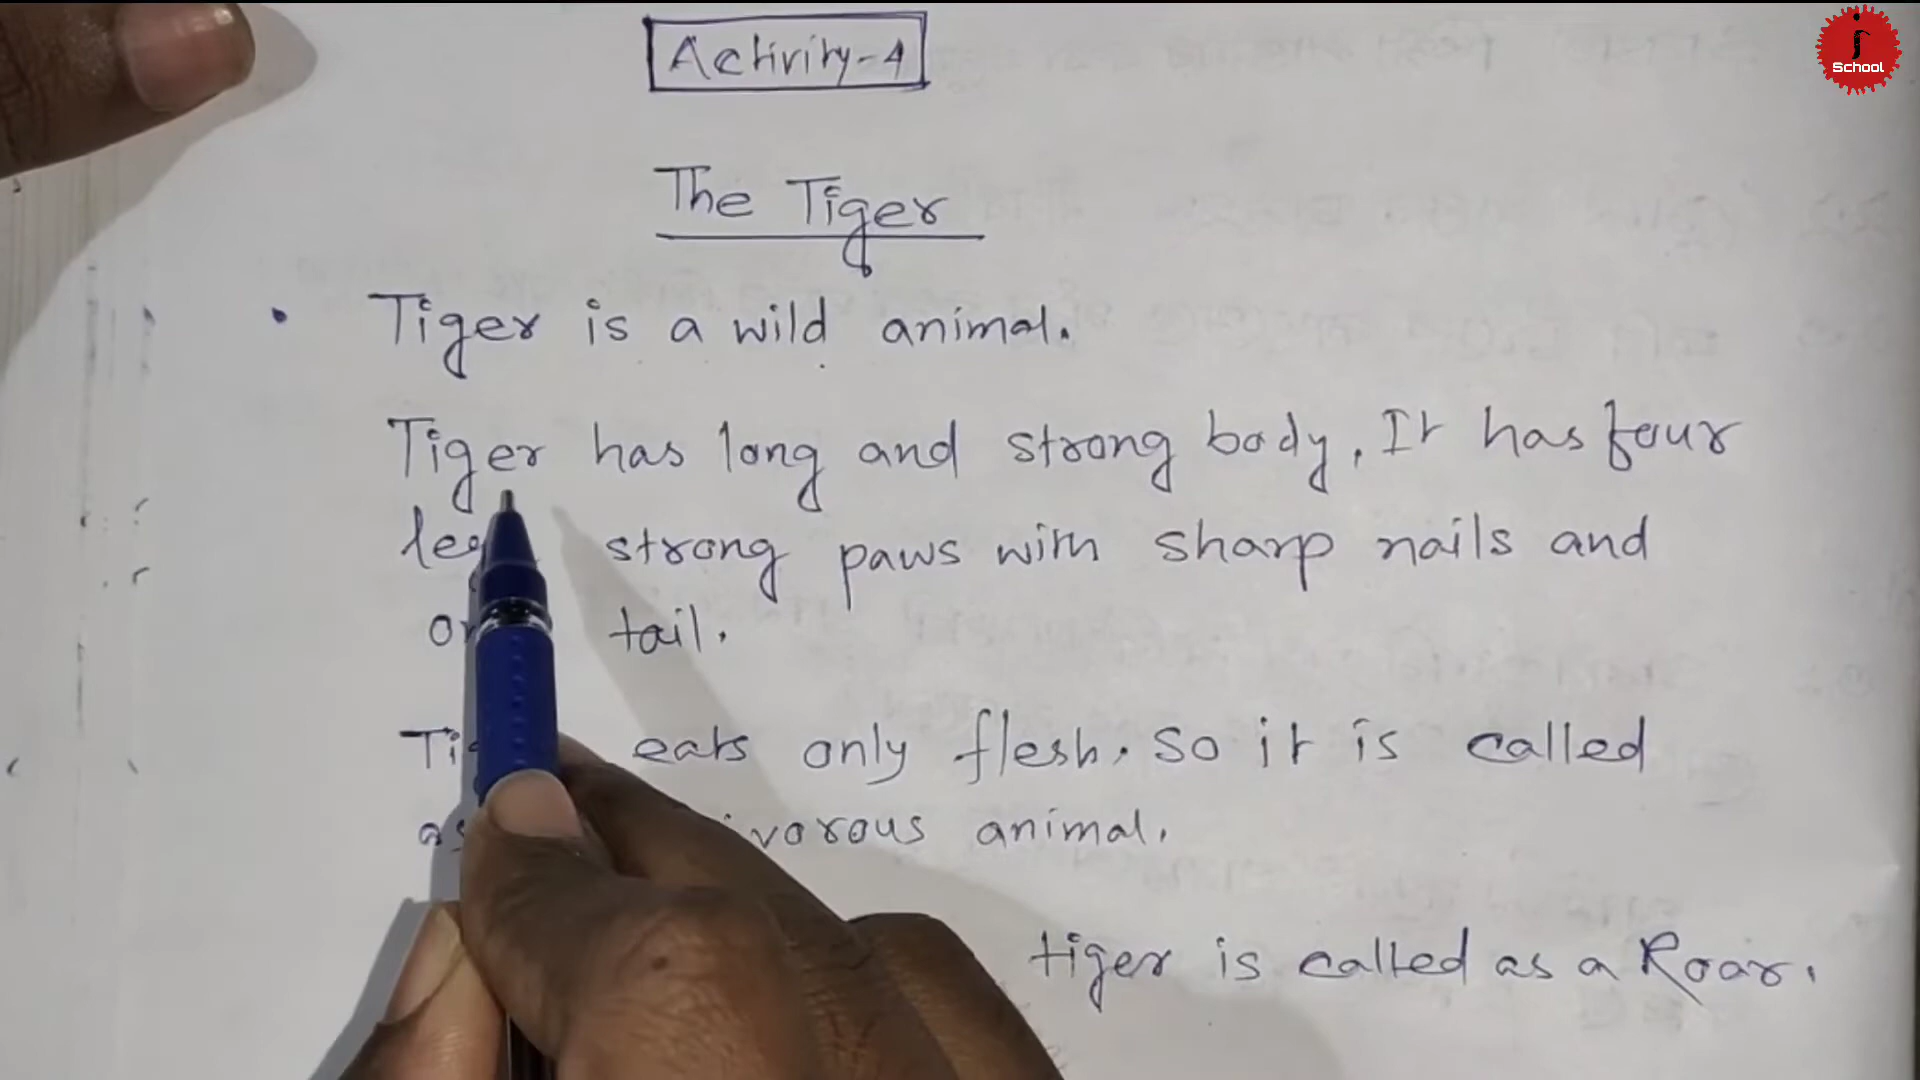 Activity-4
School
The Tiger
Tiger is a wild animal.
Tiger has long and strong body. It has four
strong paws with sharp nails and
tail.
eats only flesh. So it is called
animal.
tiger is called as a Roar.